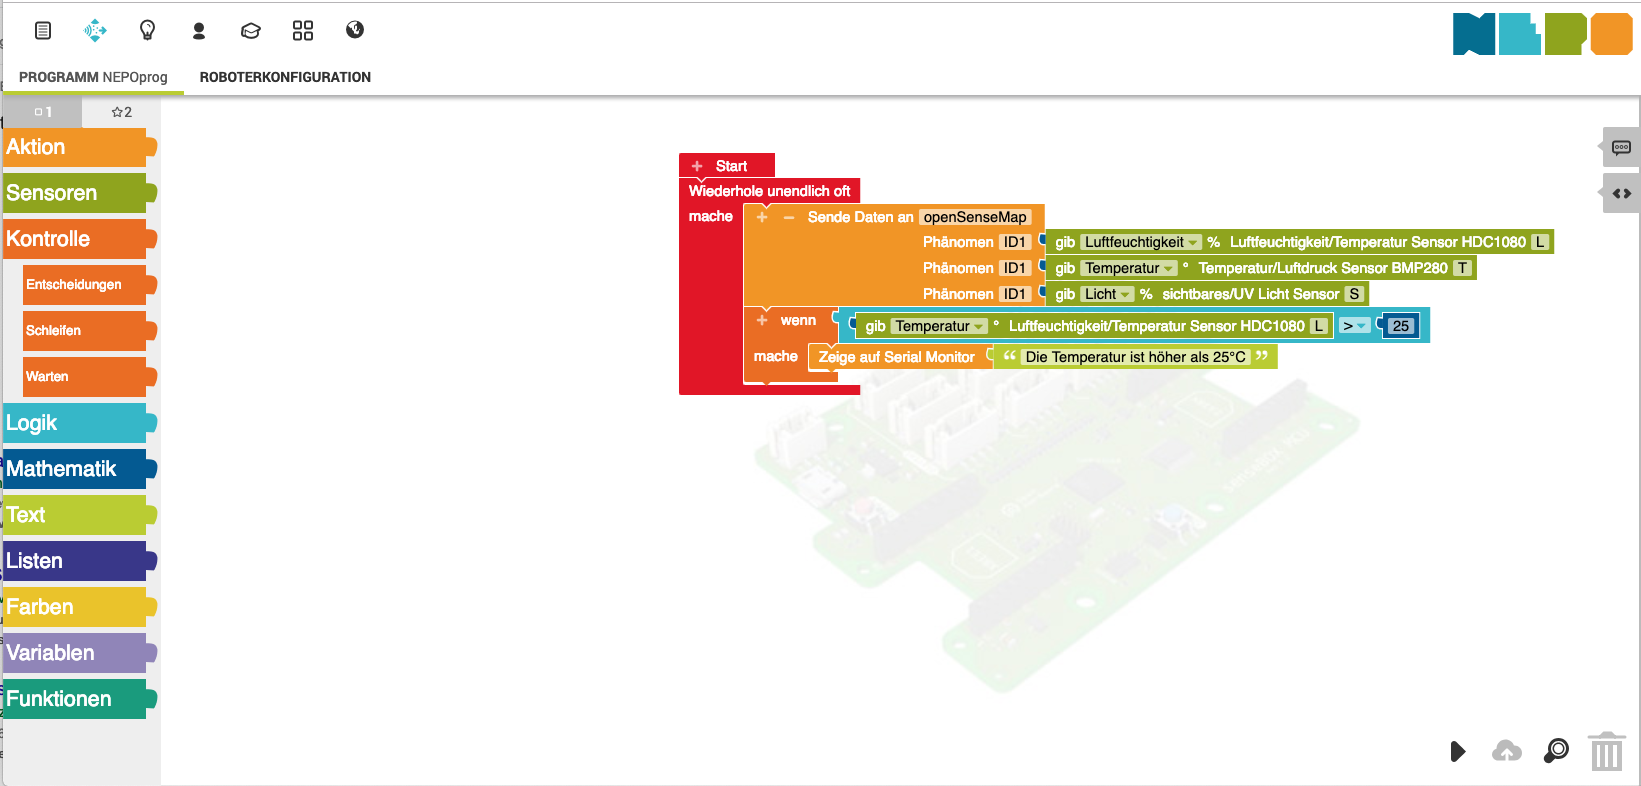 PROGRAMM NEPOprog
ROBOTERKONFIGURATION
1
2
Aktion
Sensoren
Kontrolle
Entscheidungen
Schleifen
Warten
Logik
Mathematik
Text
Listen
Farben
Variablen
Funktionen
+ Start
Wiederhole unendlich oft
mache + − Sende Daten an openSenseMap
Phänomen ID1 gib Luftfeuchtigkeit % Luftfeuchtigkeit/Temperatur Sensor HDC1080 L
Phänomen ID1 gib Temperatur ° Temperatur/Luftdruck Sensor BMP280 T
Phänomen ID1 gib Licht % sichtbares/UV Licht Sensor S
+ wenn gib Temperatur ° Luftfeuchtigkeit/Temperatur Sensor HDC1080 L > 25
mache Zeige auf Serial Monitor “ Die Temperatur ist höher als 25°C ”